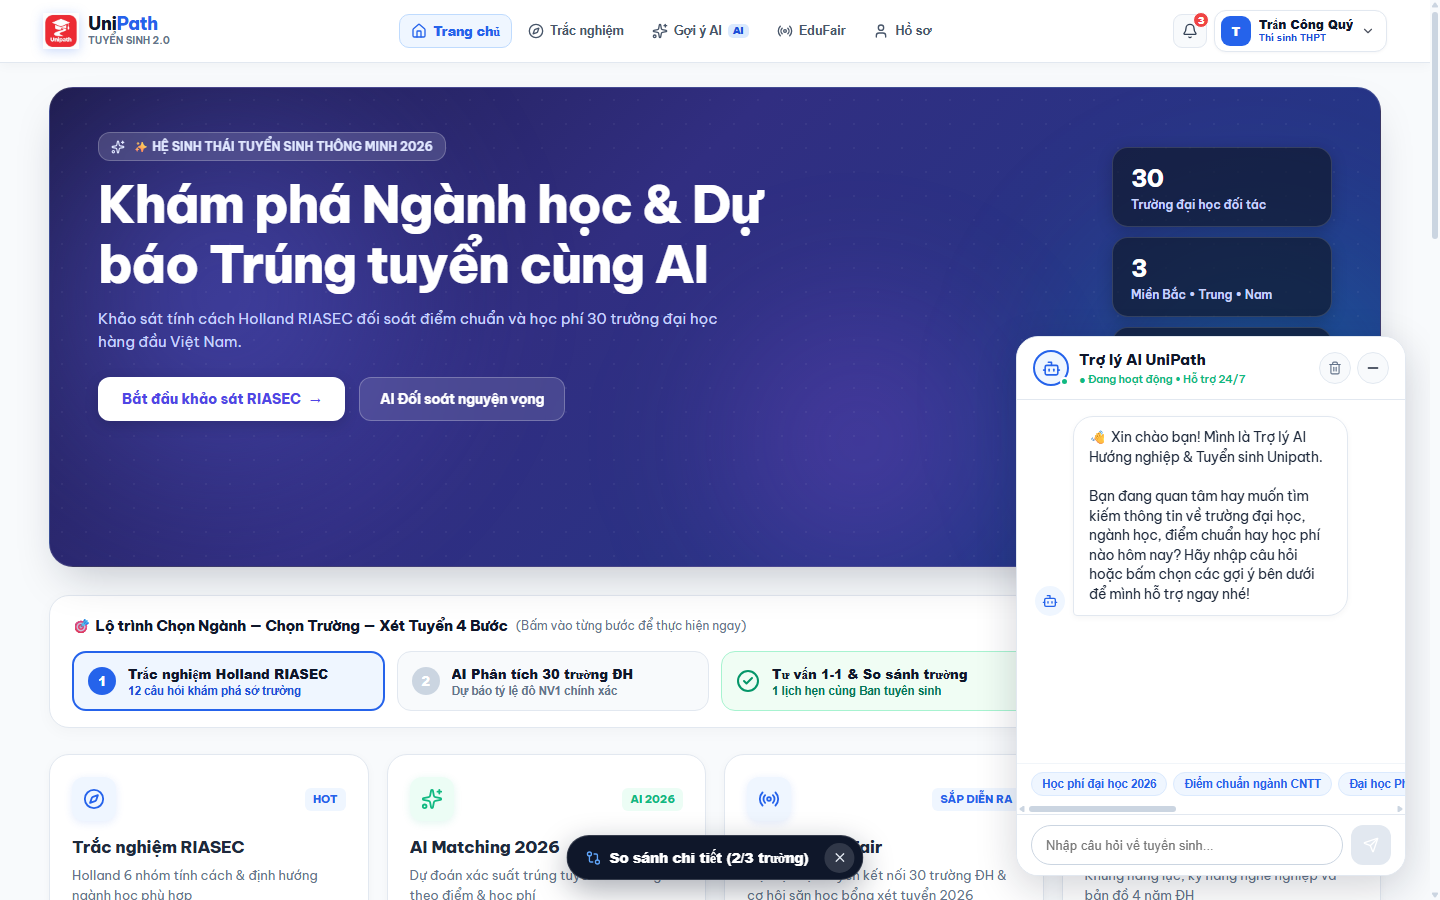 UniPath
TUYỂN SINH 2.0
Unipath
Trang chủ
Trắc nghiệm
Gợi ý AI
AI
EduFair
Hồ sơ
3
T
Trần Công Quý
Thí sinh THPT
✨ HỆ SINH THÁI TUYỂN SINH THÔNG MINH 2026
Khám phá Ngành học & Dự
báo Trúng tuyển cùng AI
Khảo sát tính cách Holland RIASEC đối soát điểm chuẩn và học phí 30 trường đại học
hàng đầu Việt Nam.
Bắt đầu khảo sát RIASEC →
AI Đối soát nguyện vọng
30
Trường đại học đối tác
3
Miền Bắc • Trung • Nam
🎯 Lộ trình Chọn Ngành — Chọn Trường — Xét Tuyển 4 Bước (Bấm vào từng bước để thực hiện ngay)
1
Trắc nghiệm Holland RIASEC
12 câu hỏi khám phá sở trường
2
AI Phân tích 30 trường ĐH
Dự báo tỷ lệ đỗ NV1 chính xác
Tư vấn 1-1 & So sánh trường
1 lịch hẹn cùng Ban tuyển sinh
HOT
Trắc nghiệm RIASEC
Holland 6 nhóm tính cách & định hướng
ngành học phù hợp
AI 2026
AI Matching 2026
Dự đoán xác suất trúng
theo điểm & học phí
SẮP DIỄN RA
kết nối 30 trường ĐH &
cơ hội săn học bổng xét tuyển 2026
Khung năng lực, kỹ năng nghề nghiệp và
bản đồ 4 năm ĐH
So sánh chi tiết (2/3 trường)
Trợ lý AI UniPath
● Đang hoạt động • Hỗ trợ 24/7
👋 Xin chào bạn! Mình là Trợ lý AI
Hướng nghiệp & Tuyển sinh Unipath.
Bạn đang quan tâm hay muốn tìm
kiếm thông tin về trường đại học,
ngành học, điểm chuẩn hay học phí
nào hôm nay? Hãy nhập câu hỏi
hoặc bấm chọn các gợi ý bên dưới
để mình hỗ trợ ngay nhé!
Học phí đại học 2026
Điểm chuẩn ngành CNTT
Đại học
Nhập câu hỏi về tuyển sinh...